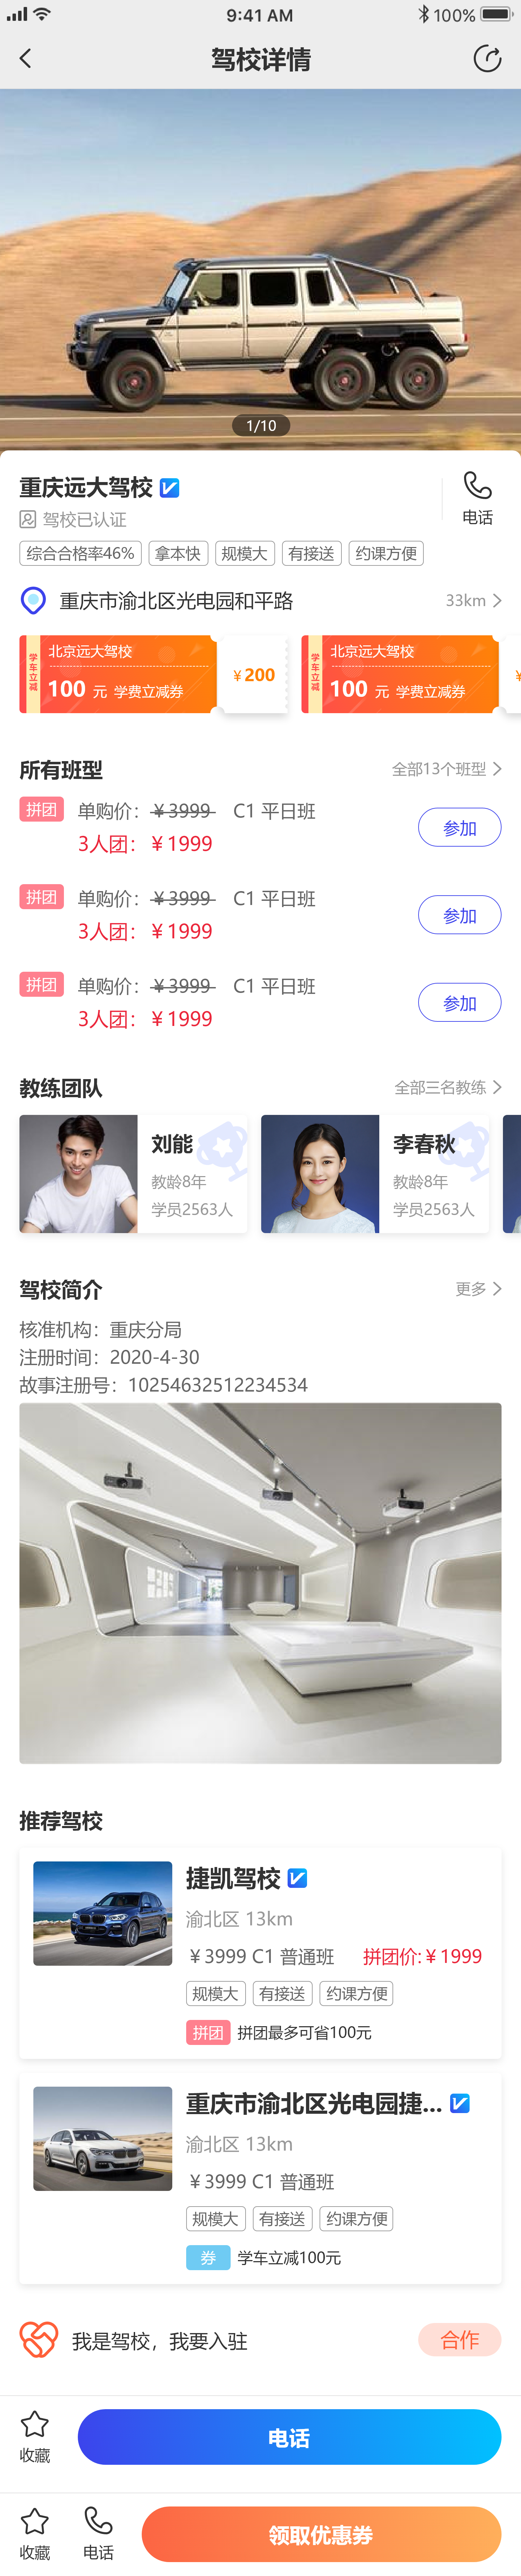 9:41 AM 100%
驾校详情
1/10
重庆远大驾校
驾校已认证
电话
综合合格率46% 拿本快 规模大 有接送 约课方便
重庆市渝北区光电园和平路 33km
学车立减 北京远大驾校 100 元 学费立减券 ¥200
学车立减 北京远大驾校 100 元 学费立减券 ¥
所有班型 全部13个班型
拼团 单购价：¥3999 C1 平日班
3人团：¥1999
参加
拼团 单购价：¥3999 C1 平日班
3人团：¥1999
参加
拼团 单购价：¥3999 C1 平日班
3人团：¥1999
参加
教练团队 全部三名教练
刘能
教龄8年
学员2563人
李春秋
教龄8年
学员2563人
驾校简介 更多
核准机构：重庆分局
注册时间：2020-4-30
故事注册号：10254632512234534
推荐驾校
捷凯驾校
渝北区 13km
¥3999 C1 普通班 拼团价:¥1999
规模大 有接送 约课方便
拼团 拼团最多可省100元
重庆市渝北区光电园捷...
渝北区 13km
¥3999 C1 普通班
规模大 有接送 约课方便
券 学车立减100元
我是驾校，我要入驻 合作
收藏 电话
收藏 电话 领取优惠券